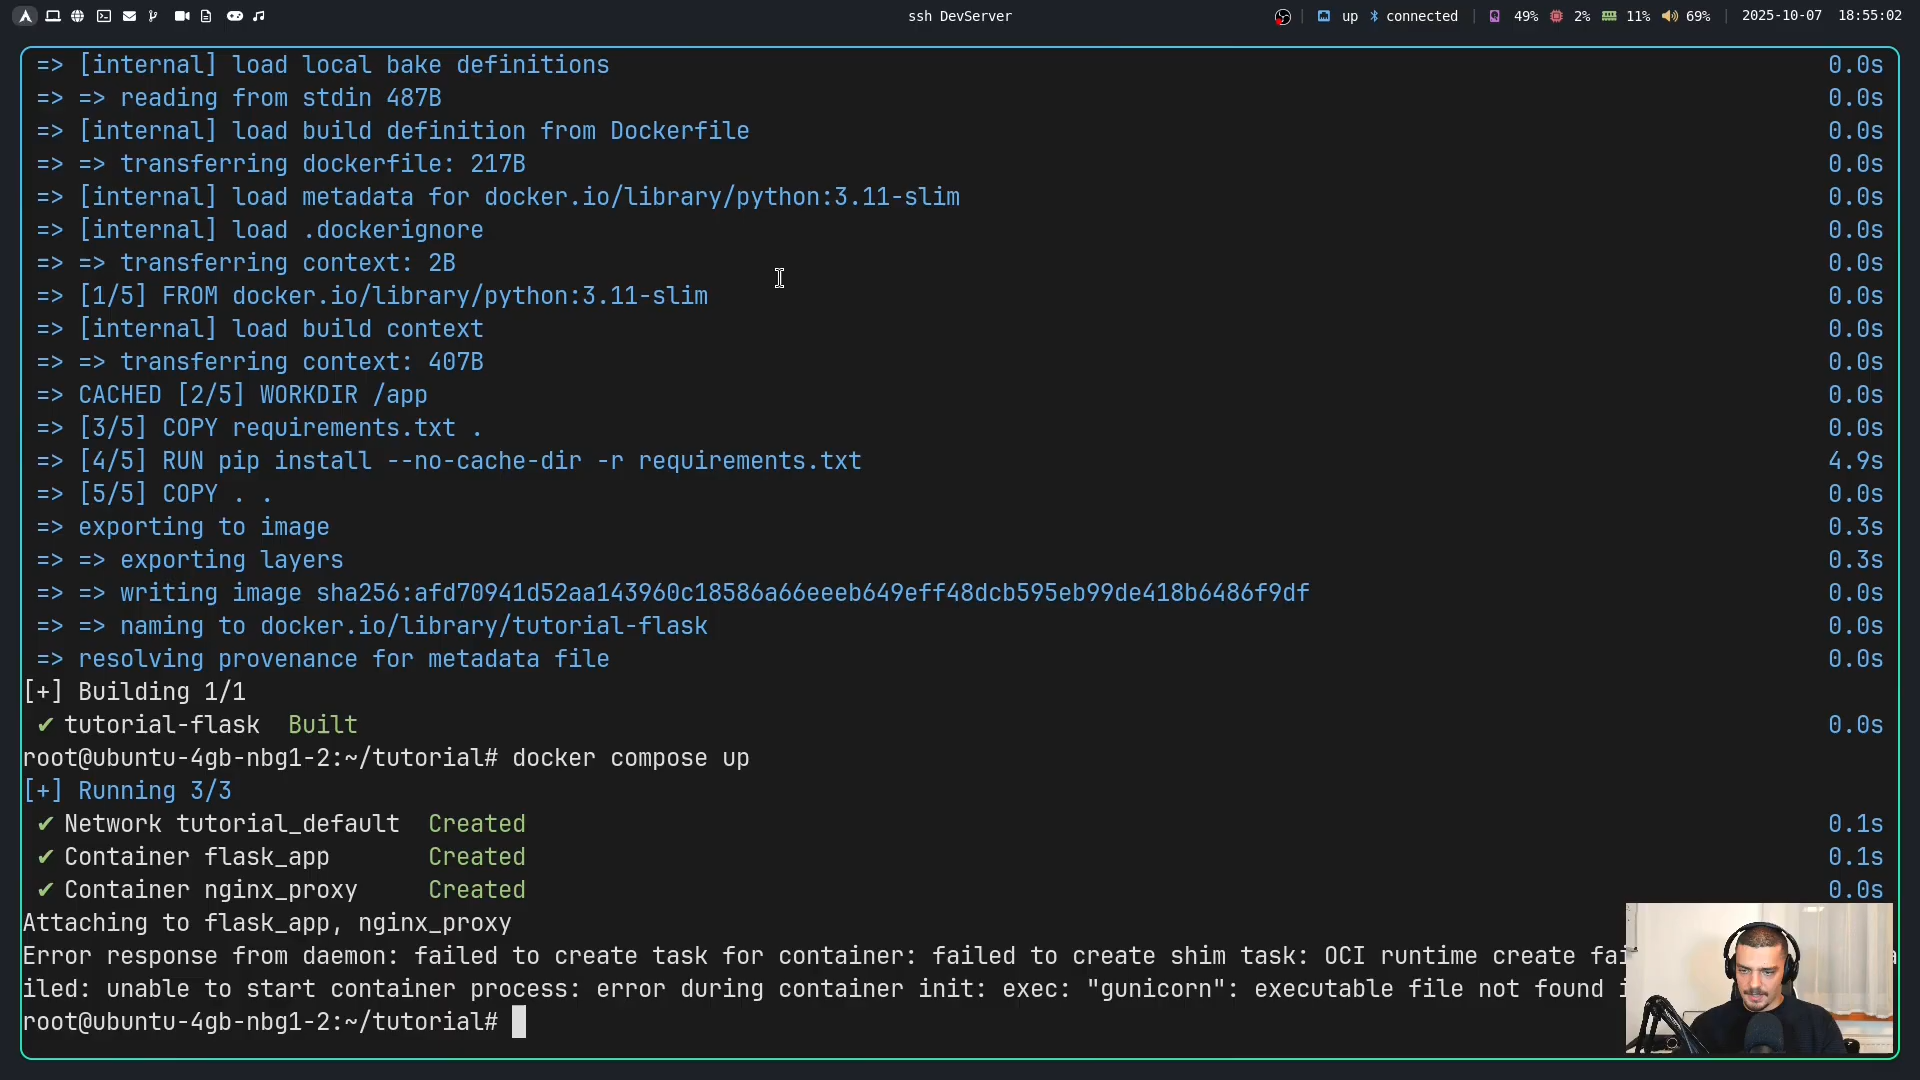 ssh DevServer
up connected 49% 2% 11% 69% 2025-10-07 18:55:02
=> [internal] load local bake definitions 0.0s
=> => reading from stdin 487B 0.0s
=> [internal] load build definition from Dockerfile 0.0s
=> => transferring dockerfile: 217B 0.0s
=> [internal] load metadata for docker.io/library/python:3.11-slim 0.0s
=> [internal] load .dockerignore 0.0s
=> => transferring context: 2B 0.0s
=> [1/5] FROM docker.io/library/python:3.11-slim 0.0s
=> [internal] load build context 0.0s
=> => transferring context: 407B 0.0s
=> CACHED [2/5] WORKDIR /app 0.0s
=> [3/5] COPY requirements.txt . 0.0s
=> [4/5] RUN pip install --no-cache-dir -r requirements.txt 4.9s
=> [5/5] COPY . . 0.0s
=> exporting to image 0.3s
=> => exporting layers 0.3s
=> => writing image sha256:afd70941d52aa143960c18586a66eeeb649eff48dcb595eb99de418b6486f9df 0.0s
=> => naming to docker.io/library/tutorial-flask 0.0s
=> resolving provenance for metadata file 0.0s
[+] Building 1/1
✔ tutorial-flask Built 0.0s
root@ubuntu-4gb-nbg1-2:~/tutorial# docker compose up
[+] Running 3/3
✔ Network tutorial_default Created 0.1s
✔ Container flask_app Created 0.1s
✔ Container nginx_proxy Created 0.0s
Attaching to flask_app, nginx_proxy
Error response from daemon: failed to create task for container: failed to create shim task: OCI runtime create
iled: unable to start container process: error during container init: exec: "gunicorn": executable file not found
root@ubuntu-4gb-nbg1-2:~/tutorial#